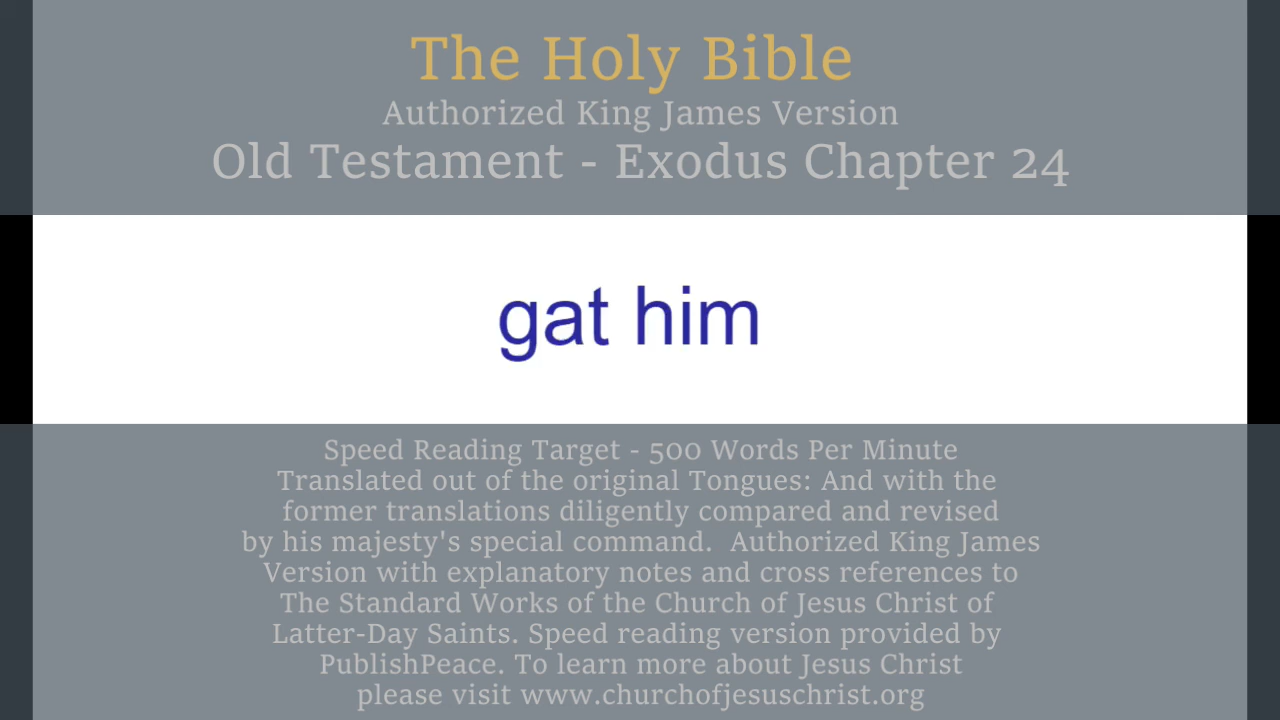 The Holy Bible
Authorized King James Version
Old Testament - Exodus Chapter 24
gat him
Speed Reading Target - 500 Words Per Minute
Translated out of the original Tongues: And with the
former translations diligently compared and revised
by his majesty's special command.  Authorized King James
Version with explanatory notes and cross references to
The Standard Works of the Church of Jesus Christ of
Latter-Day Saints. Speed reading version provided by
PublishPeace. To learn more about Jesus Christ
please visit www.churchofjesuschrist.org